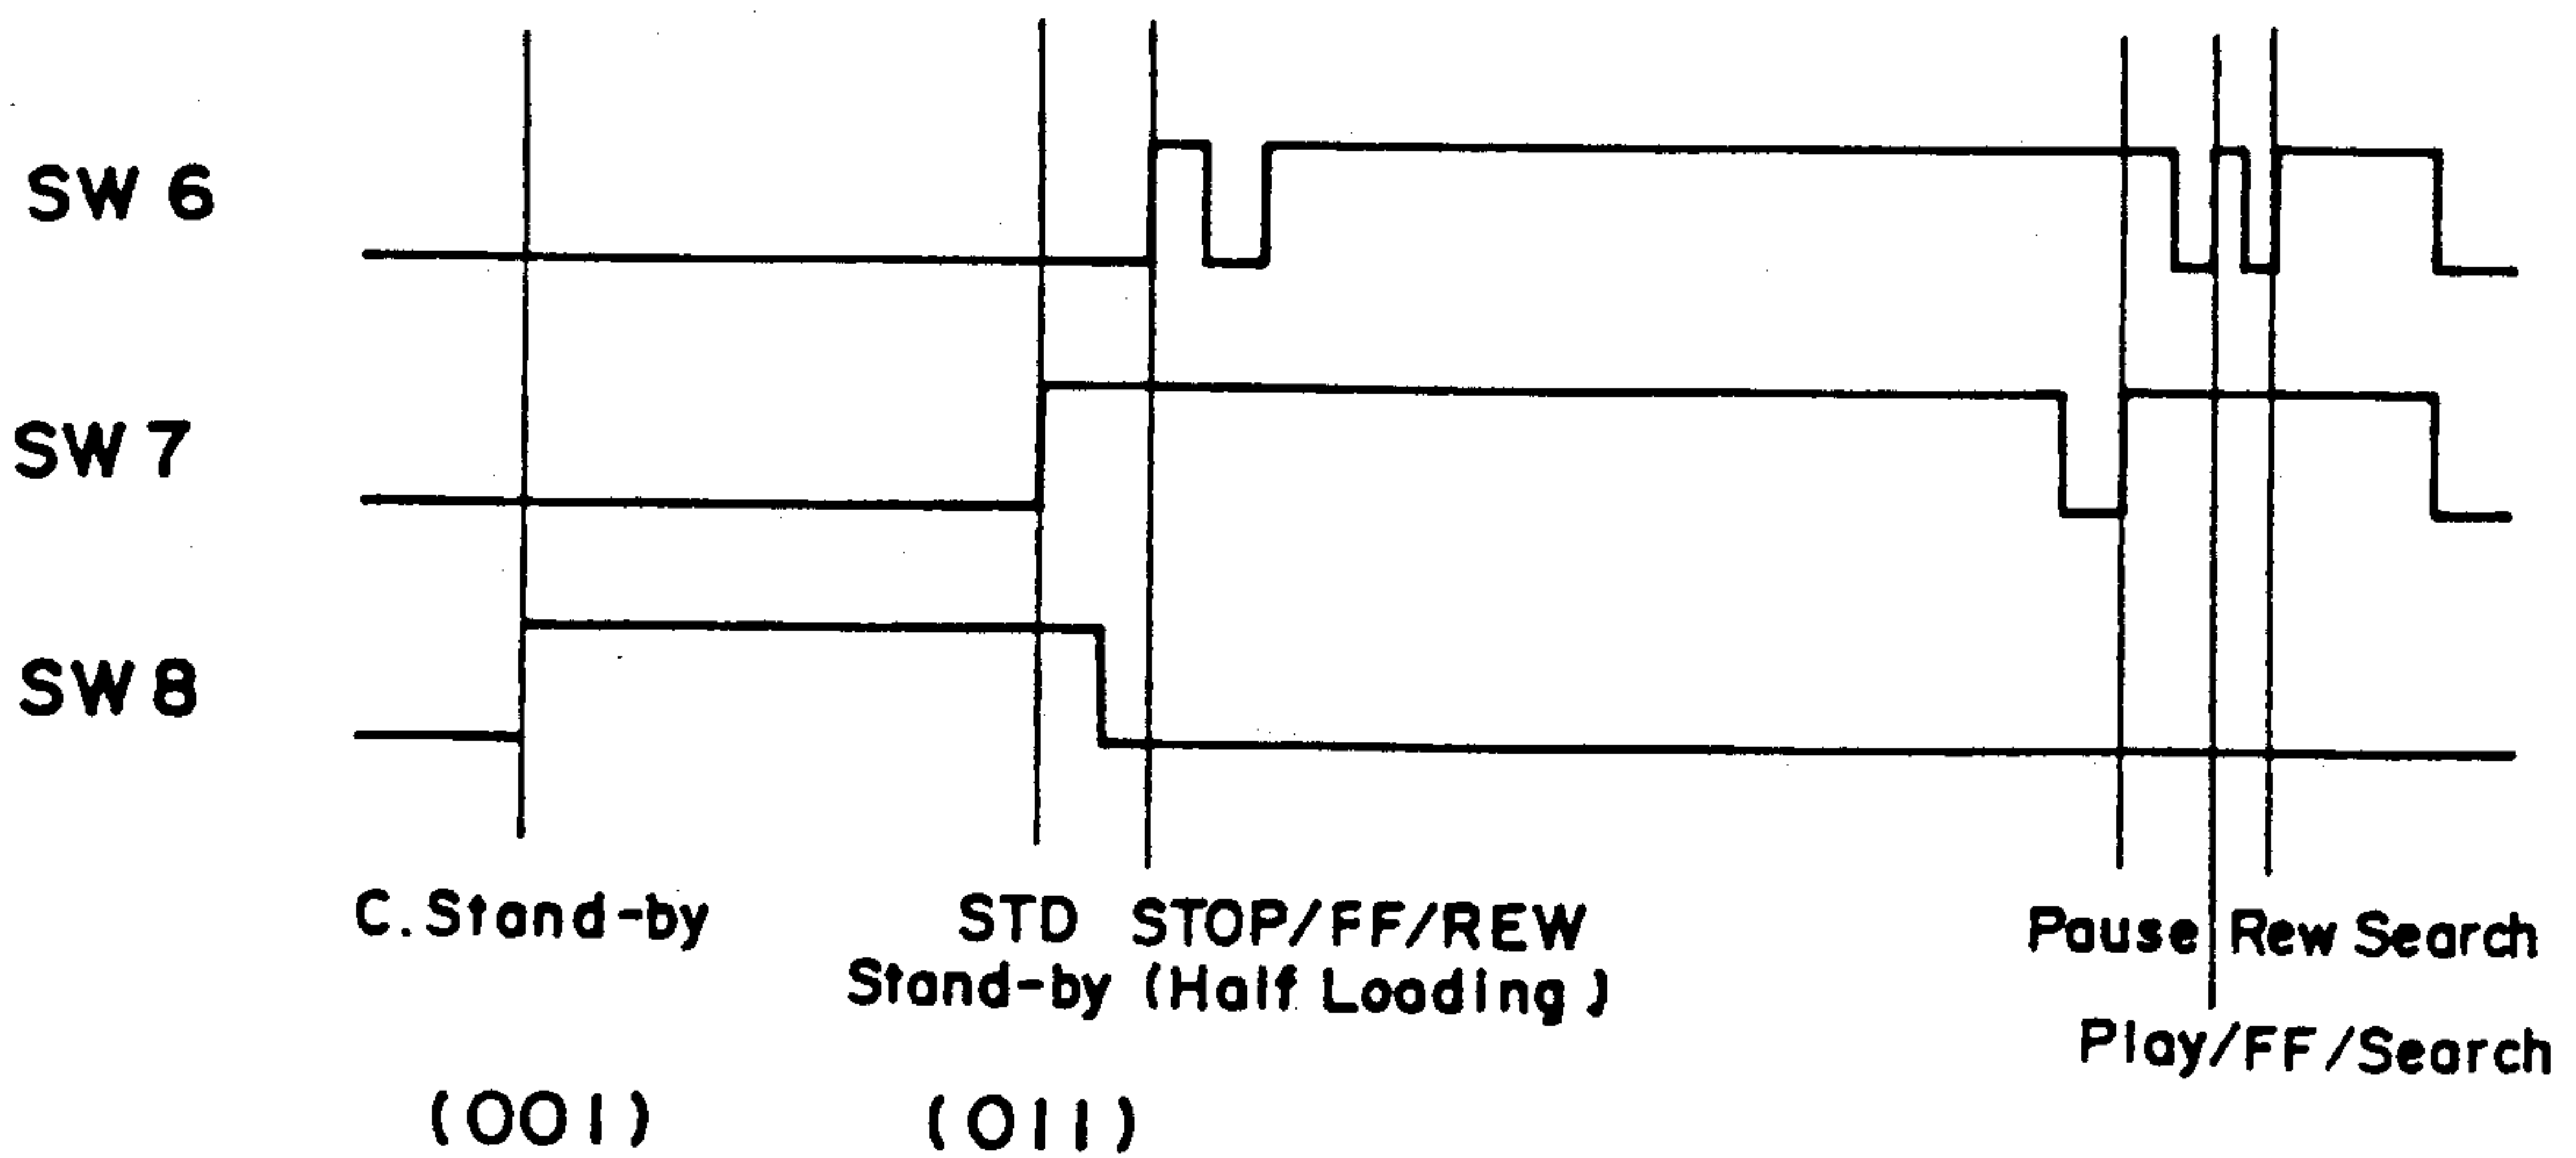 SW 6
SW 7
SW 8
C. Stand-by
STD STOP/FF/REW
Stand-by (Half Loading)
Pause Rew Search
Play/FF/Search
(001)
(011)